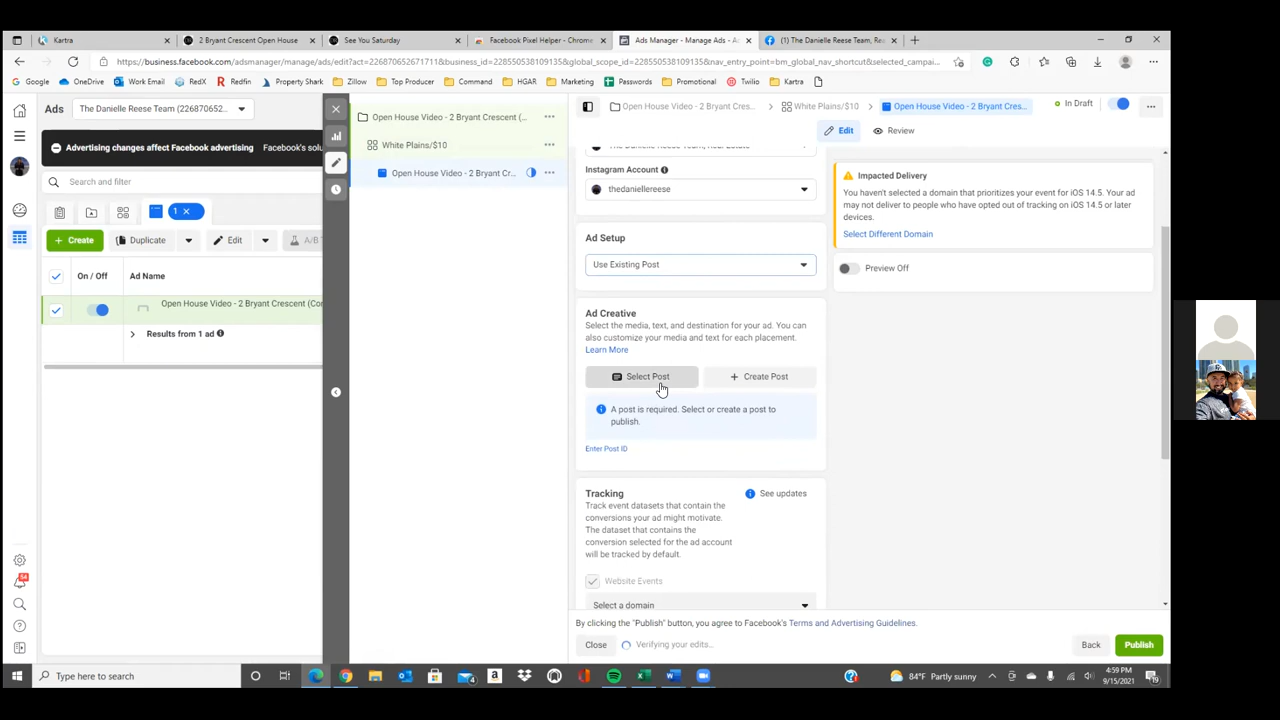 Kartra
2 Bryant Crescent Open House
See You Saturday
Facebook Pixel Helper - Chrome
Ads Manager - Manage Ads - Ac
(1) The Danielle Reese Team, Re
https://business.facebook.com/adsmanager/manage/ads/edit?act=226870652671711&business_id=228550538109135&global_scope_id=228550538109135&nav_entry_point=bm_global_nav_shortcut&selected_campai...
Google
OneDrive
Work Email
RedX
Redfin
Property Shark
Zillow
Top Producer
Command
HGAR
Marketing
Passwords
Promotional
Twilio
Kartra
Ads
The Danielle Reese Team (226870652...
Open House Video - 2 Bryant Crescent (...
Open House Video - 2 Bryant Cres...
White Plains/$10
Open House Video - 2 Bryant Cres...
In Draft
Edit
Review
Advertising changes affect Facebook advertising
Facebook's solu
White Plains/$10
Instagram Account
thedaniellereese
Open House Video - 2 Bryant Cr...
Search and filter
1
Create
Duplicate
Edit
A/B T
On / Off
Ad Name
Open House Video - 2 Bryant Crescent (Cor
Results from 1 ad
Ad Setup
Use Existing Post
Ad Creative
Select the media, text, and destination for your ad. You can
also customize your media and text for each placement.
Learn More
Select Post
Create Post
A post is required. Select or create a post to
publish.
Enter Post ID
Tracking
See updates
Track event datasets that contain the
conversions your ad might motivate.
The dataset that contains the
conversion selected for the ad account
will be tracked by default.
Website Events
Select a domain
Impacted Delivery
You haven't selected a domain that prioritizes your event for iOS 14.5. Your ad
may not deliver to people who have opted out of tracking on iOS 14.5 or later
devices.
Select Different Domain
Preview Off
By clicking the "Publish" button, you agree to Facebook's Terms and Advertising Guidelines.
Close
Verifying your edits...
Back
Publish
Type here to search
84°F Partly sunny
4:59 PM
9/15/2021